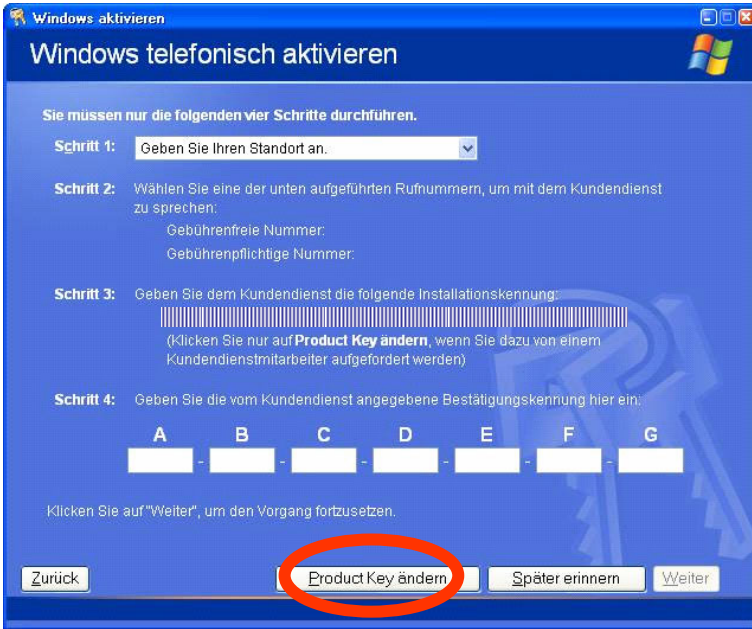 Windows aktivieren
Windows telefonisch aktivieren
Sie müssen nur die folgenden vier Schritte durchführen.
Schritt 1: Geben Sie Ihren Standort an.
Schritt 2: Wählen Sie eine der unten aufgeführten Rufnummern, um mit dem Kundendienst
zu sprechen:
Gebührenfreie Nummer:
Gebührenpflichtige Nummer:
Schritt 3: Geben Sie dem Kundendienst die folgende Installationskennung:
(Klicken Sie nur auf Product Key ändern, wenn Sie dazu von einem
Kundendienstmitarbeiter aufgefordert werden)
Schritt 4: Geben Sie die vom Kundendienst angegebene Bestätigungskennung hier ein:
A B C D E F G
- - - - - -
Klicken Sie auf "Weiter", um den Vorgang fortzusetzen.
Zurück Product Key ändern Später erinnern Weiter